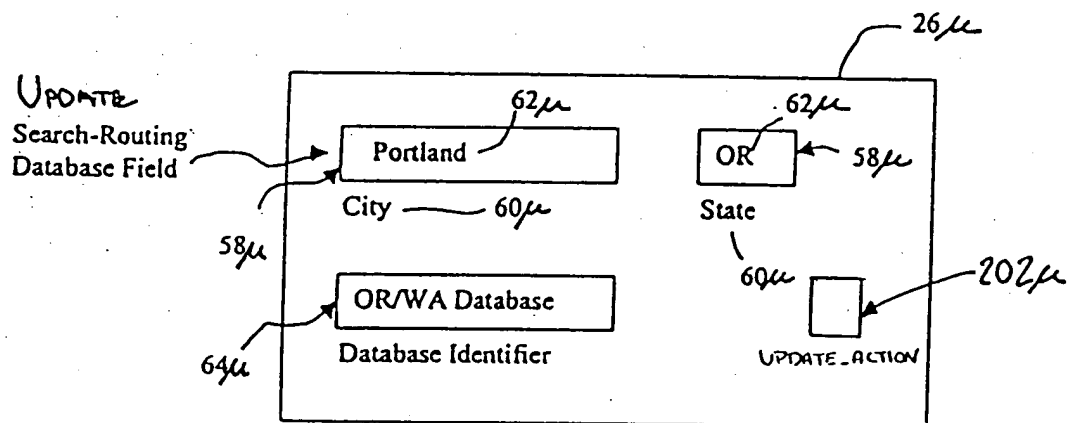 26μ
UPDATE
Search-Routing
Database Field
62μ
62μ
Portland
OR
58μ
City
60μ
State
58μ
60μ
202μ
OR/WA Database
Database Identifier
64μ
UPDATE_ACTION